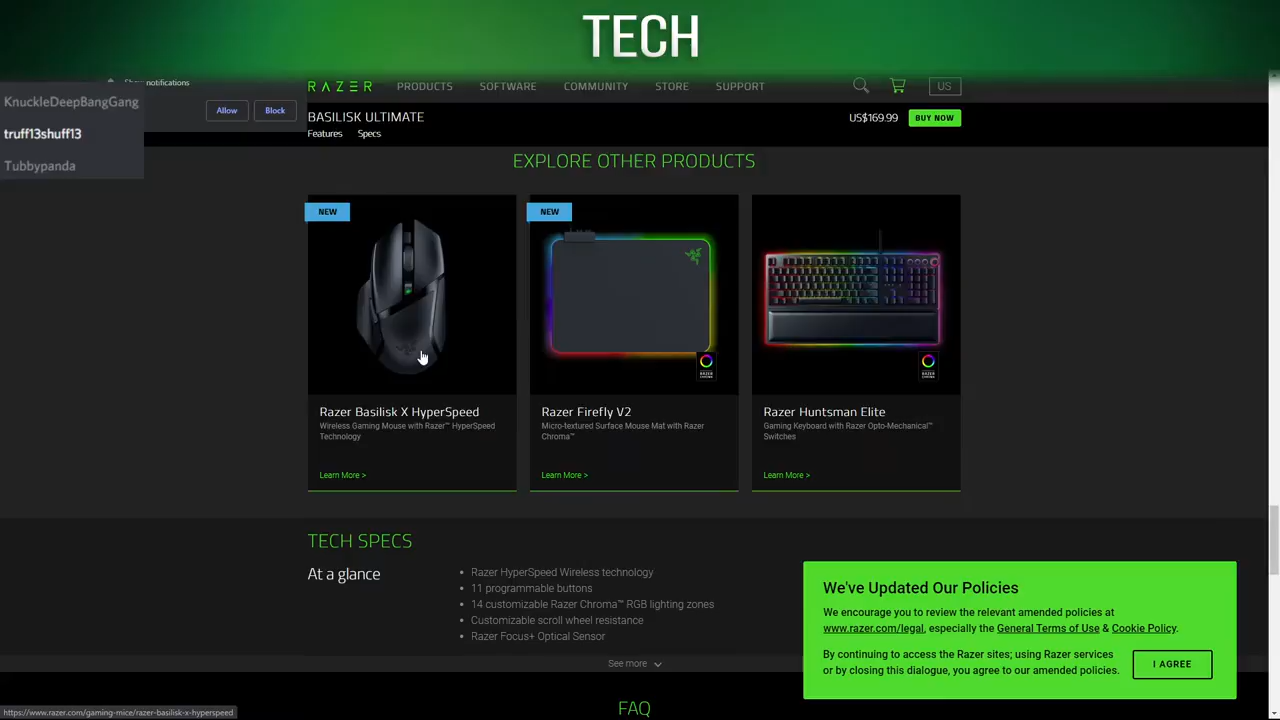 TECH
Show notifications
Allow Block
KnuckleDeepBangGang
truff13shuff13
Tubbypanda
RAZER PRODUCTS SOFTWARE COMMUNITY STORE SUPPORT US
BASILISK ULTIMATE
Features Specs
US$169.99 BUY NOW
EXPLORE OTHER PRODUCTS
NEW
Razer Basilisk X HyperSpeed
Wireless Gaming Mouse with Razer™ HyperSpeed
Technology
Learn More >
NEW
Razer Firefly V2
Micro-textured Surface Mouse Mat with Razer
Chroma™
Learn More >
Razer Huntsman Elite
Gaming Keyboard with Razer Opto-Mechanical™
Switches
Learn More >
TECH SPECS
At a glance
Razer HyperSpeed Wireless technology
11 programmable buttons
14 customizable Razer Chroma™ RGB lighting zones
Customizable scroll wheel resistance
Razer Focus+ Optical Sensor
See more
FAQ
We've Updated Our Policies
We encourage you to review the relevant amended policies at
www.razer.com/legal, especially the General Terms of Use & Cookie Policy.
By continuing to access the Razer sites; using Razer services
or by closing this dialogue, you agree to our amended policies.
I AGREE
https://www.razer.com/gaming-mice/razer-basilisk-x-hyperspeed